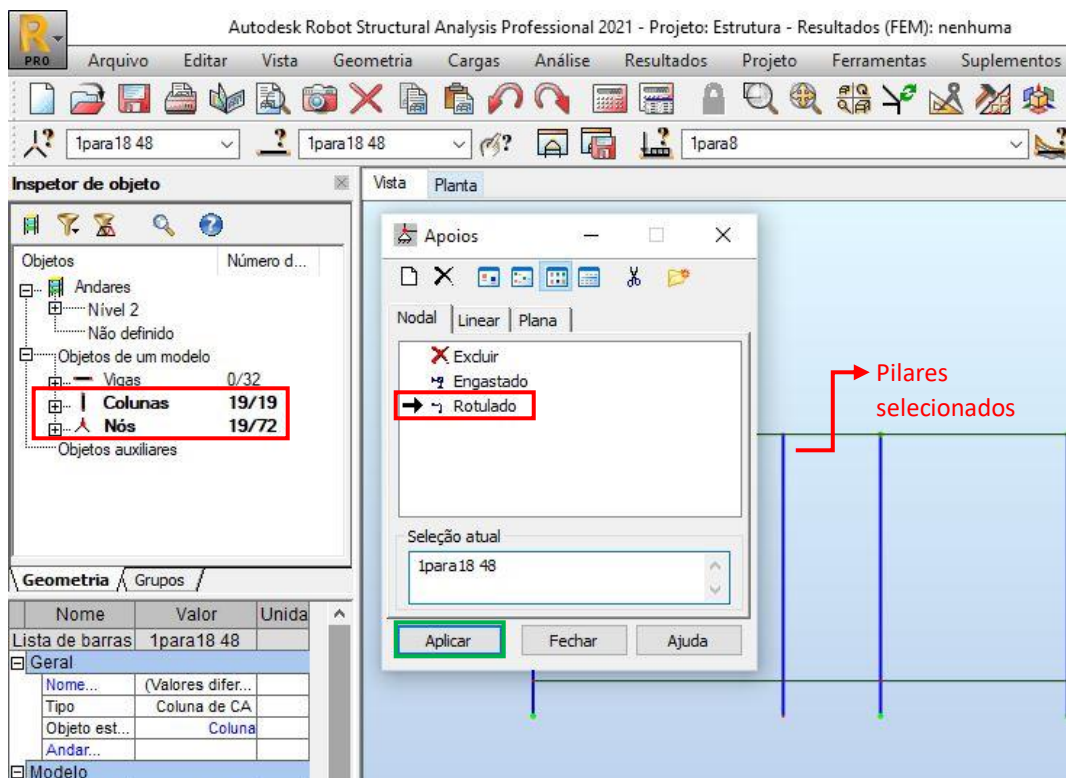 Autodesk Robot Structural Analysis Professional 2021 - Projeto: Estrutura - Resultados (FEM): nenhuma
PRO Arquivo Editar Vista Geometria Cargas Análise Resultados Projeto Ferramentas Suplementos
1para18 48 1para18 48 1para8
Inspetor de objeto
Objetos Número d...
Andares
Nível 2
Não definido
Objetos de um modelo
Vigas 0/32
Colunas 19/19
Nós 19/72
Objetos auxiliares
Geometria Grupos
Nome Valor Unida
Lista de barras 1para18 48
Geral
Nome... (Valores difer...
Tipo Coluna de CA
Objeto est... Coluna
Andar...
Modelo
Vista Planta
Apoios
Nodal Linear Plana
Excluir
Engastado
Rotulado
Seleção atual
1para18 48
Aplicar Fechar Ajuda
Pilares
selecionados